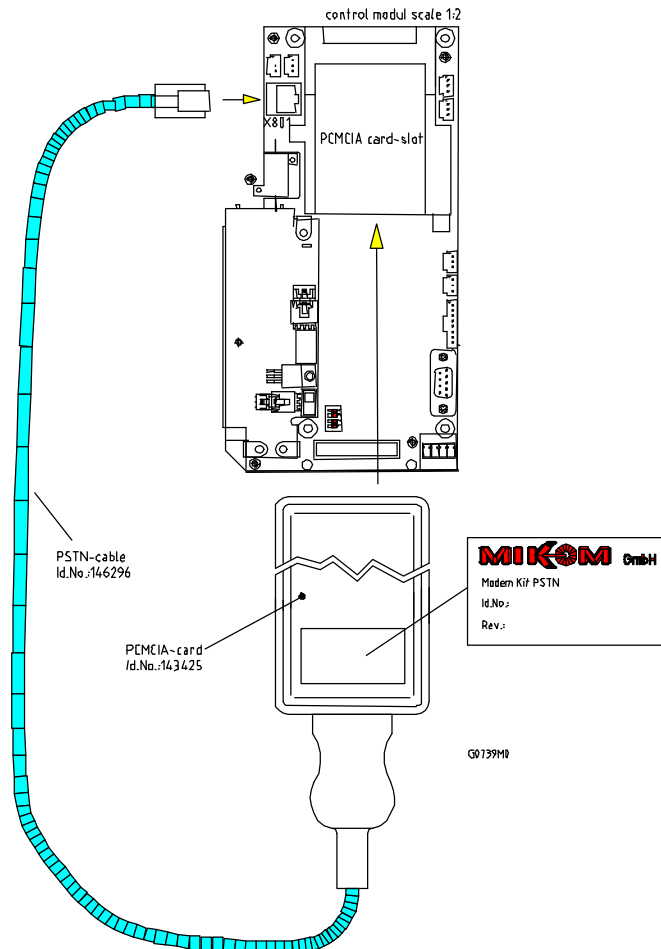 control modul scale 1:2
X801
PCMCIA card-slot
PSTN-cable
Id.No.:146296
MIKOM GmbH
Modem Kit PSTN
Id.No.:
Rev.:
PCMCIA-card
Id.No.:143425
G0739M0